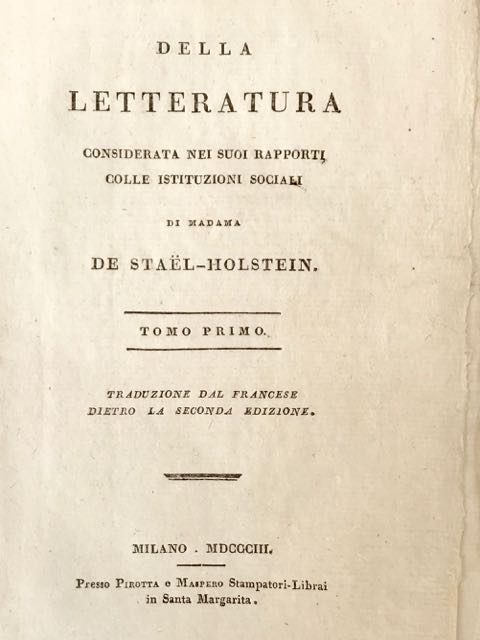 DELLA
LETTERATURA
CONSIDERATA NEI SUOI RAPPORTI
COLLE ISTITUZIONI SOCIALI
DI MADAMA
DE STAËL-HOLSTEIN.
TOMO PRIMO.
TRADUZIONE DAL FRANCESE
DIETRO LA SECONDA EDIZIONE.
MILANO . MDCCCIII.
Presso PIROTTA e MASPERO Stampatori-Librai
in Santa Margarita.